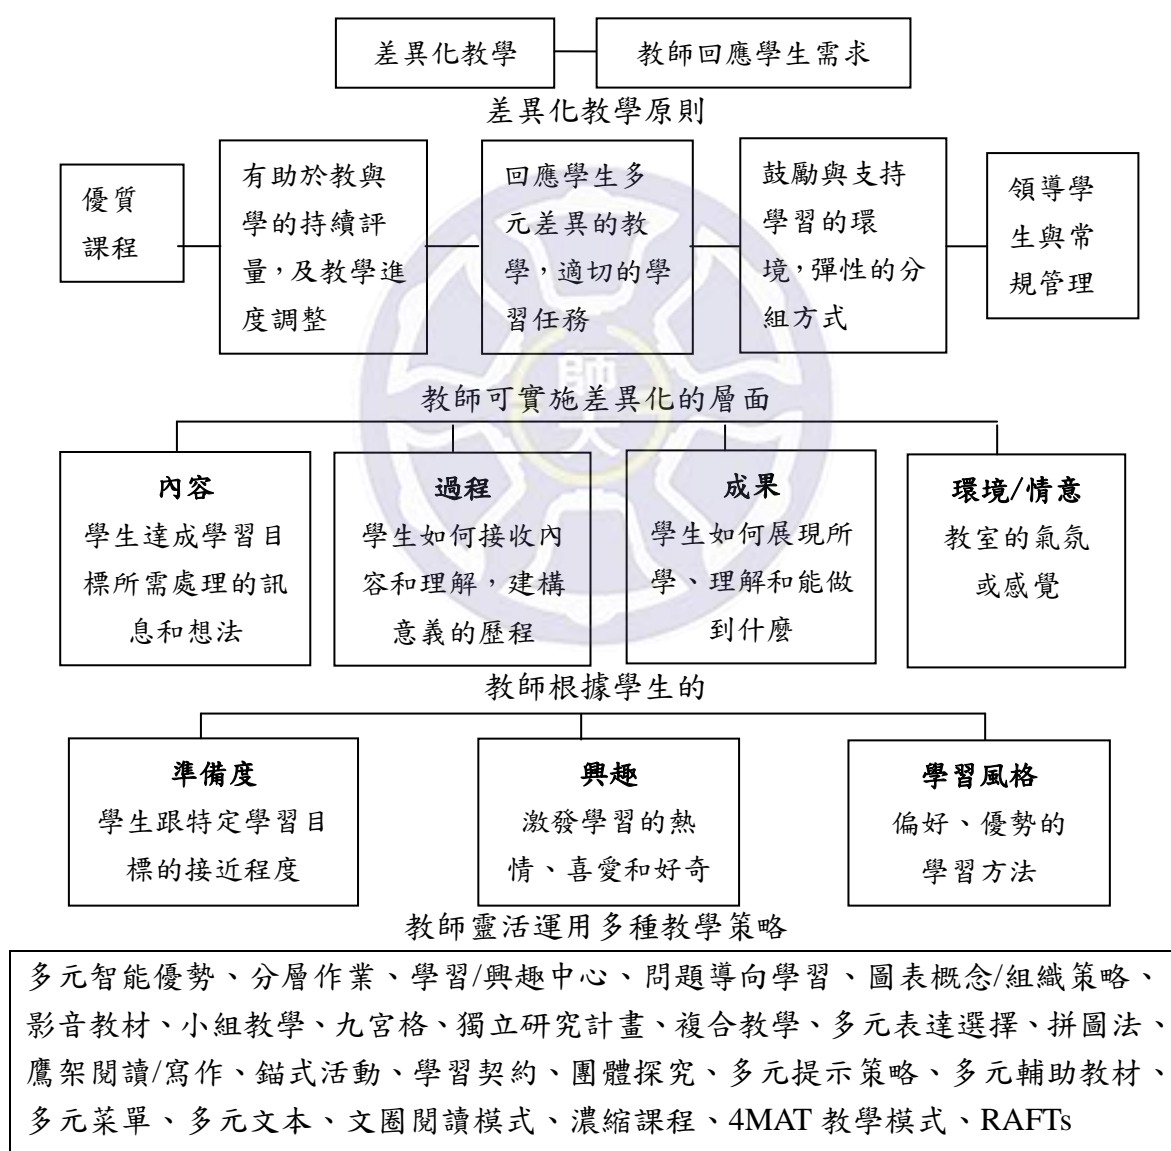 差異化教學
教師回應學生需求
差異化教學原則
優質
課程
有助於教與
學的持續評
量，及教學進
度調整
回應學生多
元差異的教
學，適切的學
習任務
鼓勵與支持
學習的環
境，彈性的分
組方式
領導學
生與常
規管理
師
大
教師可實施差異化的層面
內容
學生達成學習目
標所需處理的訊
息和想法
過程
學生如何接收內
容和理解，建構
意義的歷程
成果
學生如何展現所
學、理解和能做
到什麼
環境/情意
教室的氣氛
或感覺
教師根據學生的
準備度
學生跟特定學習目
標的接近程度
興趣
激發學習的熱
情、喜愛和好奇
學習風格
偏好、優勢的
學習方法
教師靈活運用多種教學策略
多元智能優勢、分層作業、學習/興趣中心、問題導向學習、圖表概念/組織策略、
影音教材、小組教學、九宮格、獨立研究計畫、複合教學、多元表達選擇、拼圖法、
鷹架閱讀/寫作、錨式活動、學習契約、團體探究、多元提示策略、多元輔助教材、
多元菜單、多元文本、文圈閱讀模式、濃縮課程、4MAT 教學模式、RAFTs